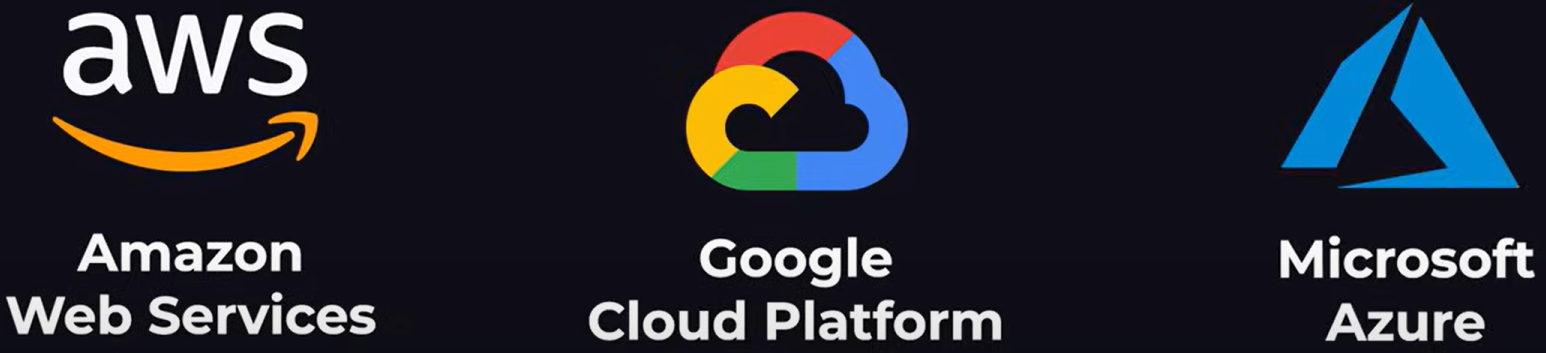 aws
Amazon
Web Services
Google
Cloud Platform
Microsoft
Azure